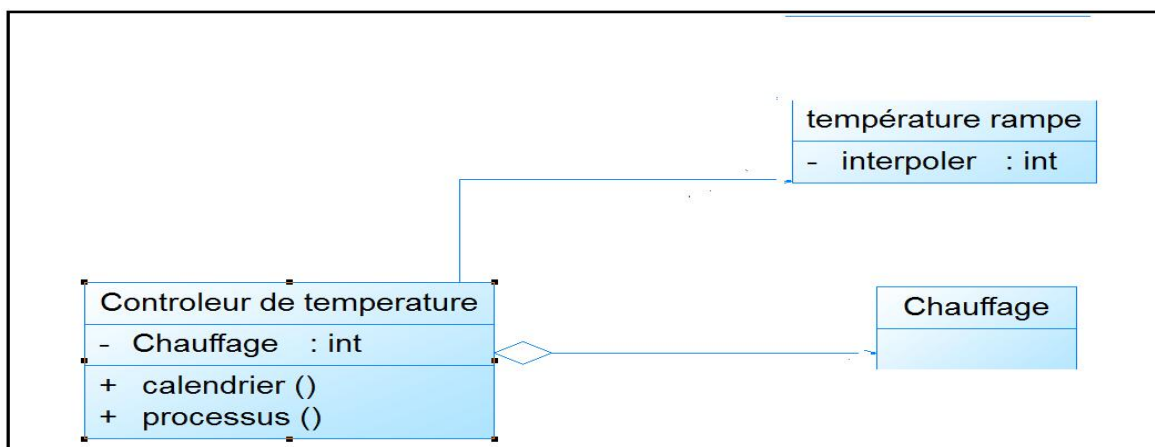 température rampe
- interpoler : int
Controleur de temperature
- Chauffage : int
+ calendrier ()
+ processus ()
Chauffage